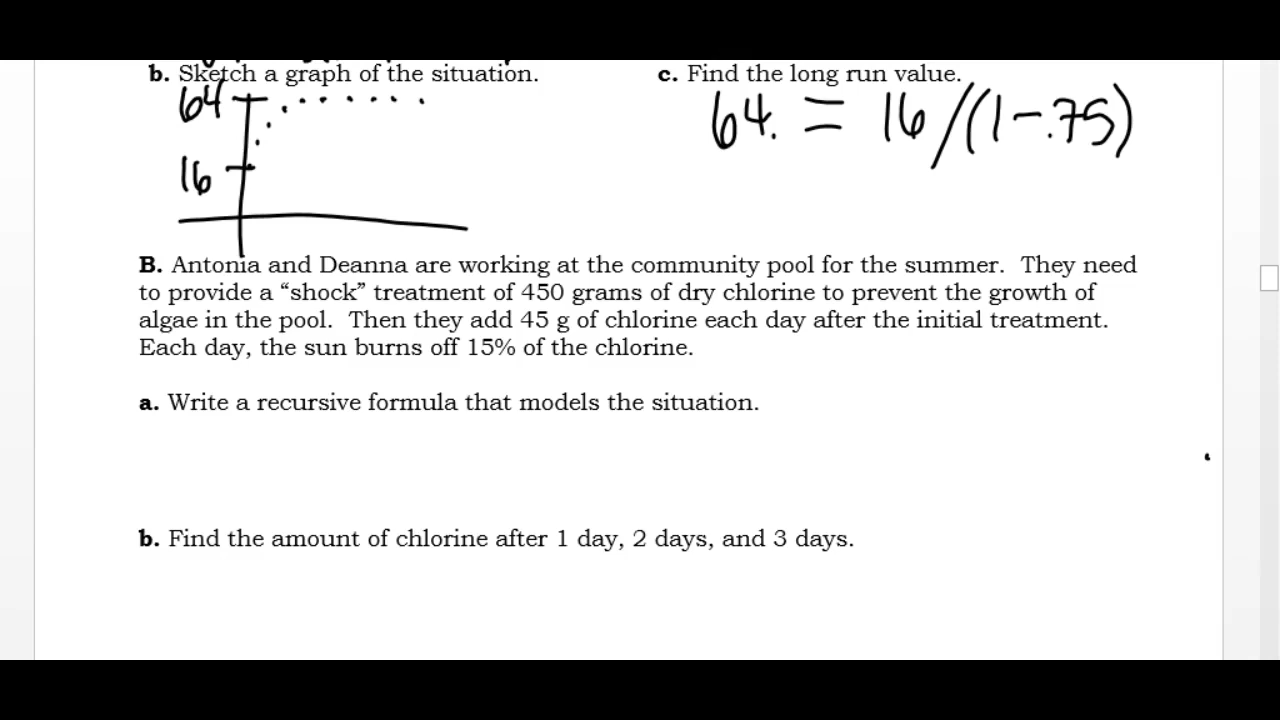 b. Sketch a graph of the situation.
c. Find the long run value.
64
16
64. = 16/(1-.75)
B. Antonia and Deanna are working at the community pool for the summer. They need
to provide a “shock” treatment of 450 grams of dry chlorine to prevent the growth of
algae in the pool. Then they add 45 g of chlorine each day after the initial treatment.
Each day, the sun burns off 15% of the chlorine.
a. Write a recursive formula that models the situation.
b. Find the amount of chlorine after 1 day, 2 days, and 3 days.